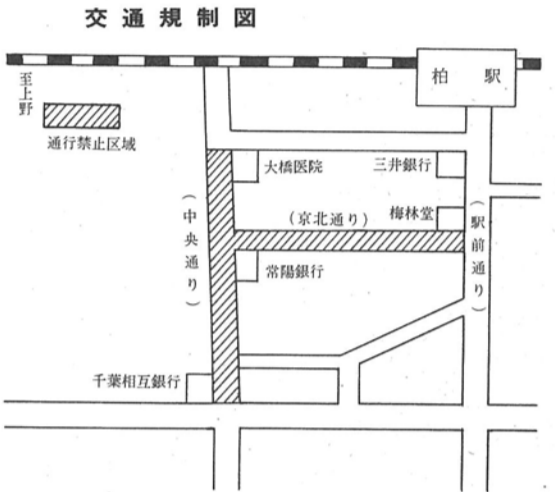 交通規制図
柏駅
至上野
通行禁止区域
大橋医院
三井銀行
梅林堂
(京北通り)
(中央通り)
(駅前通り)
常陽銀行
千葉相互銀行